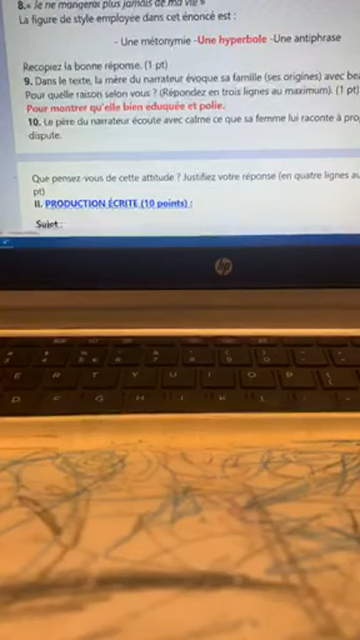 8.« Je ne mangerai plus jamais de ma vie »
La figure de style employée dans cet énoncé est :
- Une métonymie -Une hyperbole -Une antiphrase
Recopiez la bonne réponse. (1 pt)
9. Dans le texte, la mère du narrateur évoque sa famille (ses origines) avec
Pour quelle raison selon vous ? (Répondez en trois lignes au maximum). (1 pt)
Pour montrer qu'elle bien éduquée et polie.
10. Le père du narrateur écoute avec calme ce que sa femme lui raconte à
dispute.
Que pensez-vous de cette attitude ? Justifiez votre réponse (en quatre lignes
pt)
II. PRODUCTION ÉCRITE (10 points) :
Sujet :
hp
E R T Y U I O P
D F G H J K L